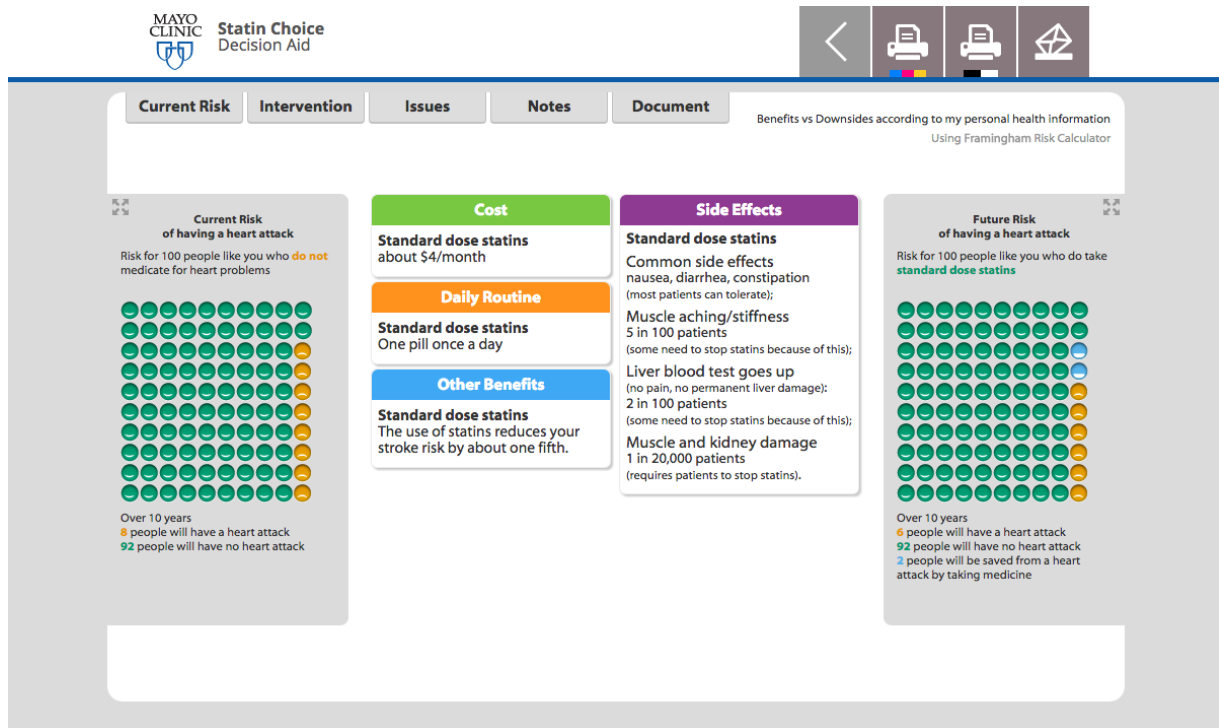 MAYO
CLINIC
Statin Choice
Decision Aid
Current Risk
Intervention
Issues
Notes
Document
Benefits vs Downsides according to my personal health information
Using Framingham Risk Calculator
Current Risk
of having a heart attack
Risk for 100 people like you who do not
medicate for heart problems
Over 10 years
8 people will have a heart attack
92 people will have no heart attack
Cost
Standard dose statins
about $4/month
Daily Routine
Standard dose statins
One pill once a day
Other Benefits
Standard dose statins
The use of statins reduces your
stroke risk by about one fifth.
Side Effects
Standard dose statins
Common side effects
nausea, diarrhea, constipation
(most patients can tolerate);
Muscle aching/stiffness
5 in 100 patients
(some need to stop statins because of this);
Liver blood test goes up
(no pain, no permanent liver damage):
2 in 100 patients
(some need to stop statins because of this);
Muscle and kidney damage
1 in 20,000 patients
(requires patients to stop statins).
Future Risk
of having a heart attack
Risk for 100 people like you who do take
standard dose statins
Over 10 years
6 people will have a heart attack
92 people will have no heart attack
2 people will be saved from a heart
attack by taking medicine